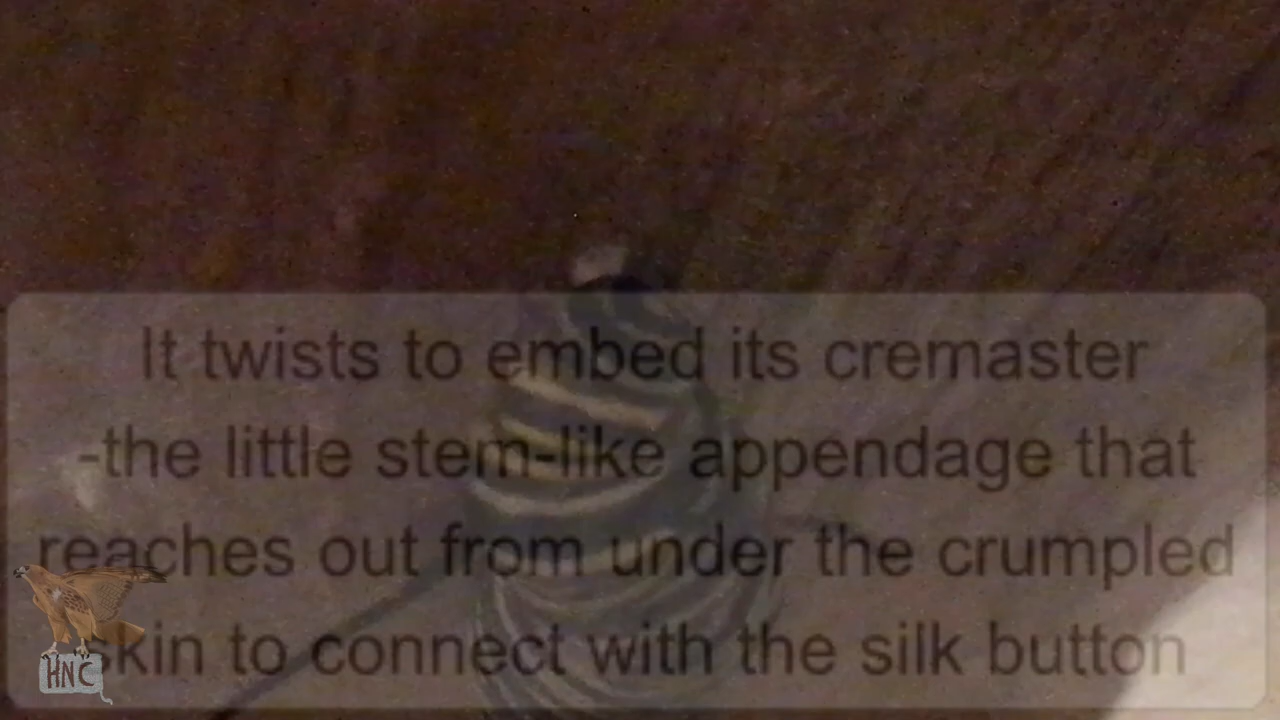 It twists to embed its cremaster
-the little stem-like appendage that
reaches out from under the crumpled
skin to connect with the silk button
HNC